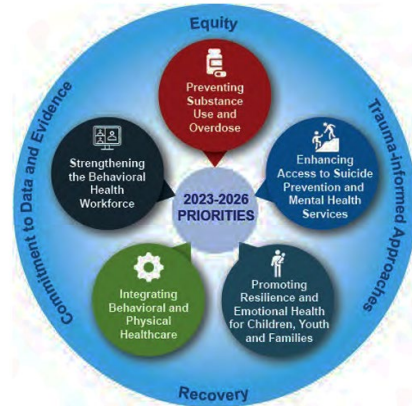 Equity
Preventing
Substance
Use and
Overdose
Commitment to Data and Evidence
Trauma-informed Approaches
Strengthening
the Behavioral
Health
Workforce
Enhancing
Access to Suicide
Prevention and
Mental Health
Services
2023-2026
PRIORITIES
Integrating
Behavioral and
Physical
Healthcare
Promoting
Resilience and
Emotional Health
for Children, Youth
and Families
Recovery